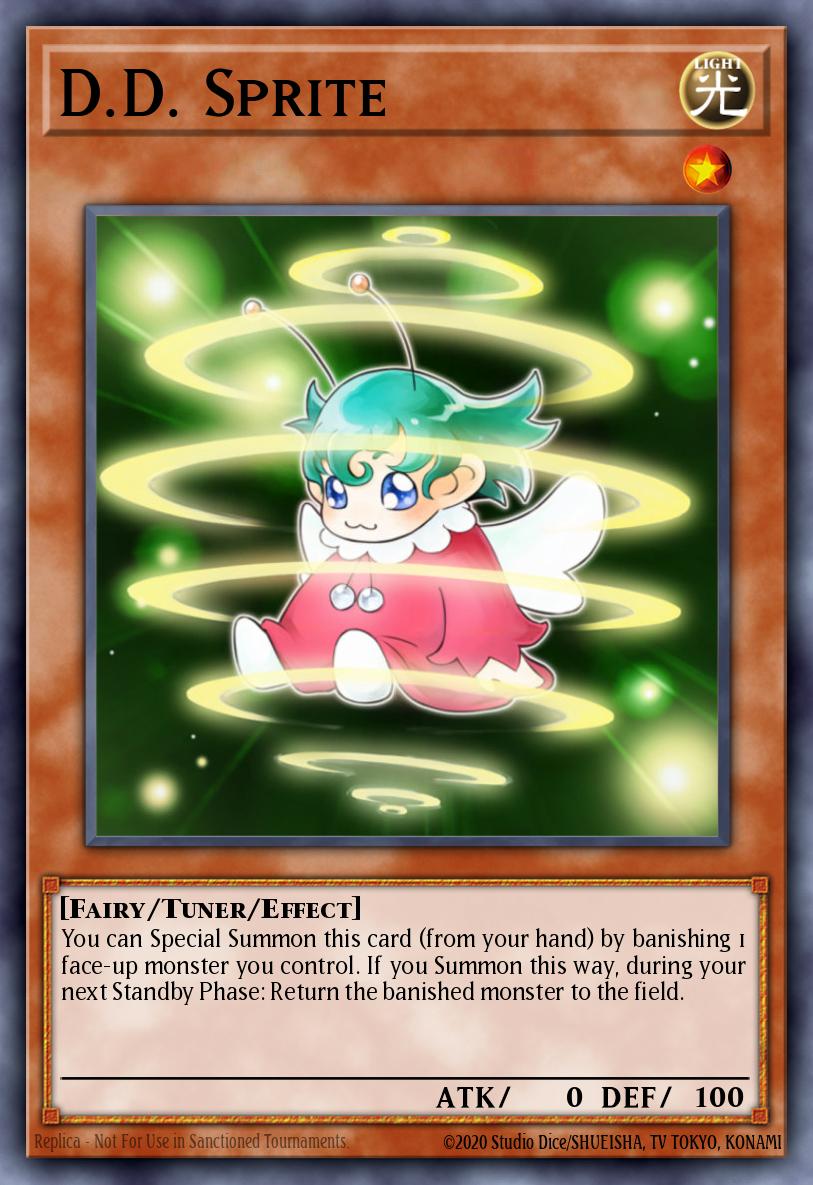 D.D. Sprite
LIGHT
光
[Fairy/Tuner/Effect]
You can Special Summon this card (from your hand) by banishing 1
face-up monster you control. If you Summon this way, during your
next Standby Phase: Return the banished monster to the field.
ATK/ 0 DEF/ 100
Replica - Not For Use in Sanctioned Tournaments.
©2020 Studio Dice/SHUEISHA, TV TOKYO, KONAMI